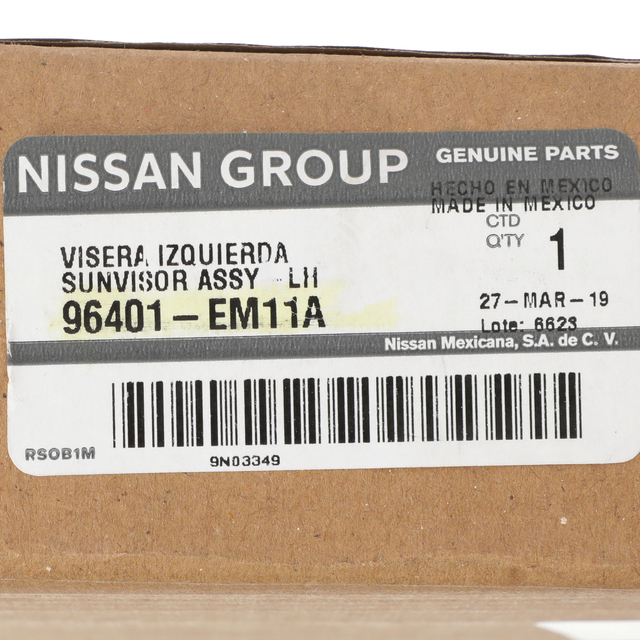 NISSAN GROUP GENUINE PARTS
HECHO EN MEXICO
MADE IN MEXICO
CTD
Q'TY 1
VISERA IZQUIERDA
SUNVISOR ASSY - LH
96401-EM11A
27-MAR-19
Lote: 6623
Nissan Mexicana, S.A. de C. V.
RSOB1M
9N03349